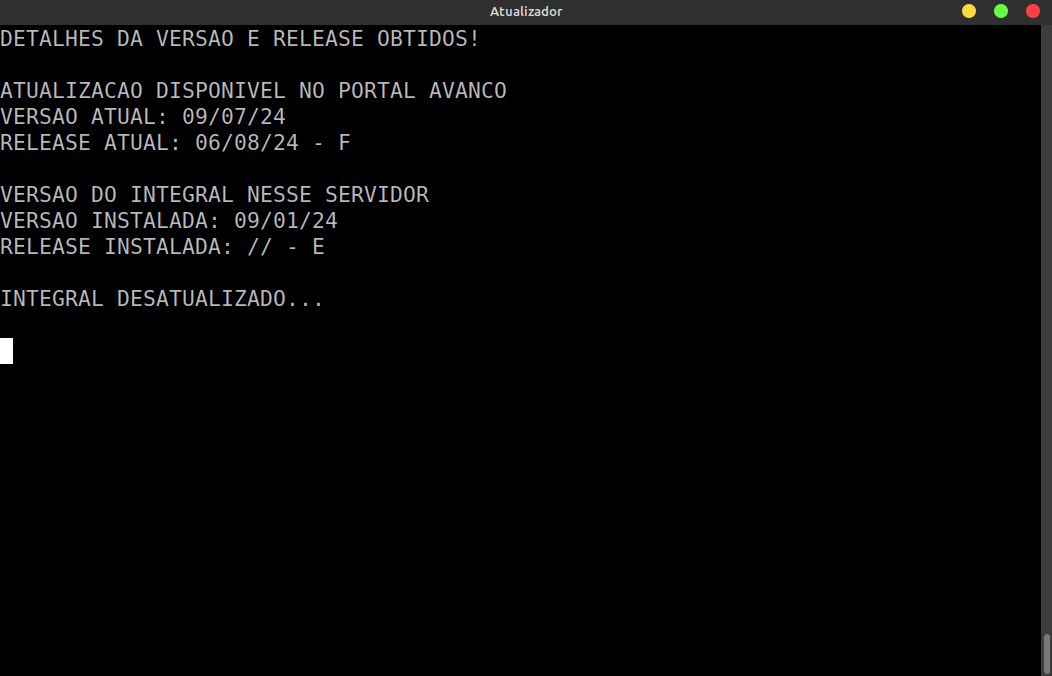 Atualizador
DETALHES DA VERSAO E RELEASE OBTIDOS!
ATUALIZACAO DISPONIVEL NO PORTAL AVANCO
VERSAO ATUAL: 09/07/24
RELEASE ATUAL: 06/08/24 - F
VERSAO DO INTEGRAL NESSE SERVIDOR
VERSAO INSTALADA: 09/01/24
RELEASE INSTALADA: // - E
INTEGRAL DESATUALIZADO...